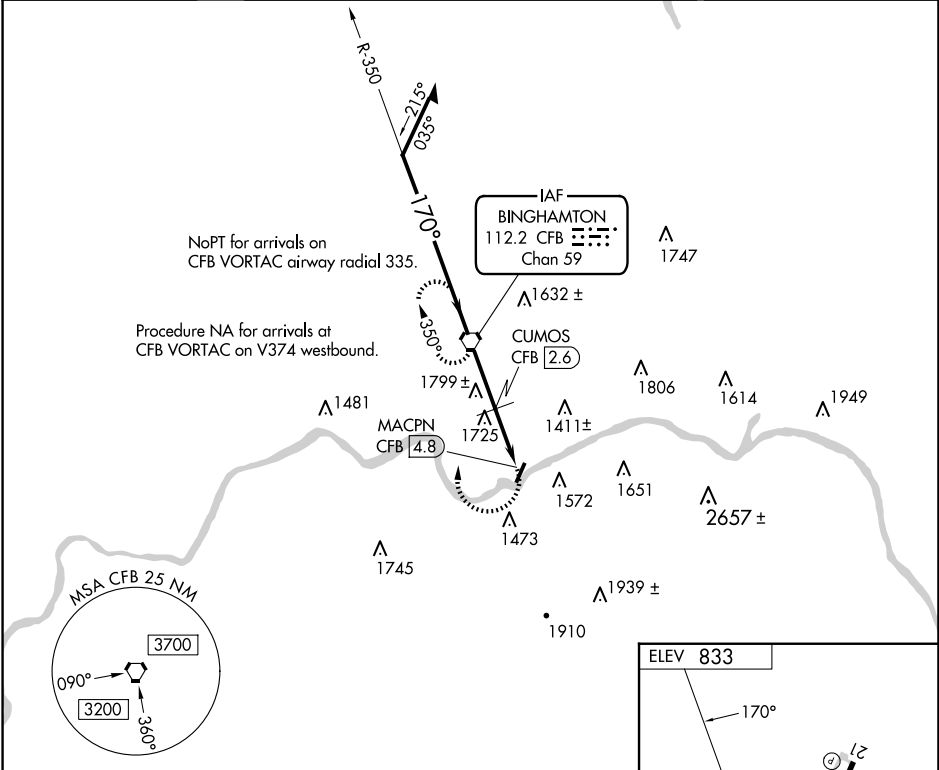 R-350
215°
035°
170°
IAF
BINGHAMTON
112.2 CFB
Chan 59
1747
NoPT for arrivals on
CFB VORTAC airway radial 335.
1632 ±
350°
Procedure NA for arrivals at
CFB VORTAC on V374 westbound.
CUMOS
CFB 2.6
1799 ±
1806
1614
1481
1949
1725
1411±
MACPN
CFB 4.8
1572
1651
2657 ±
1473
1745
1939 ±
1910
MSA CFB 25 NM
3700
090°
3200
360°
ELEV 833
170°
21
P